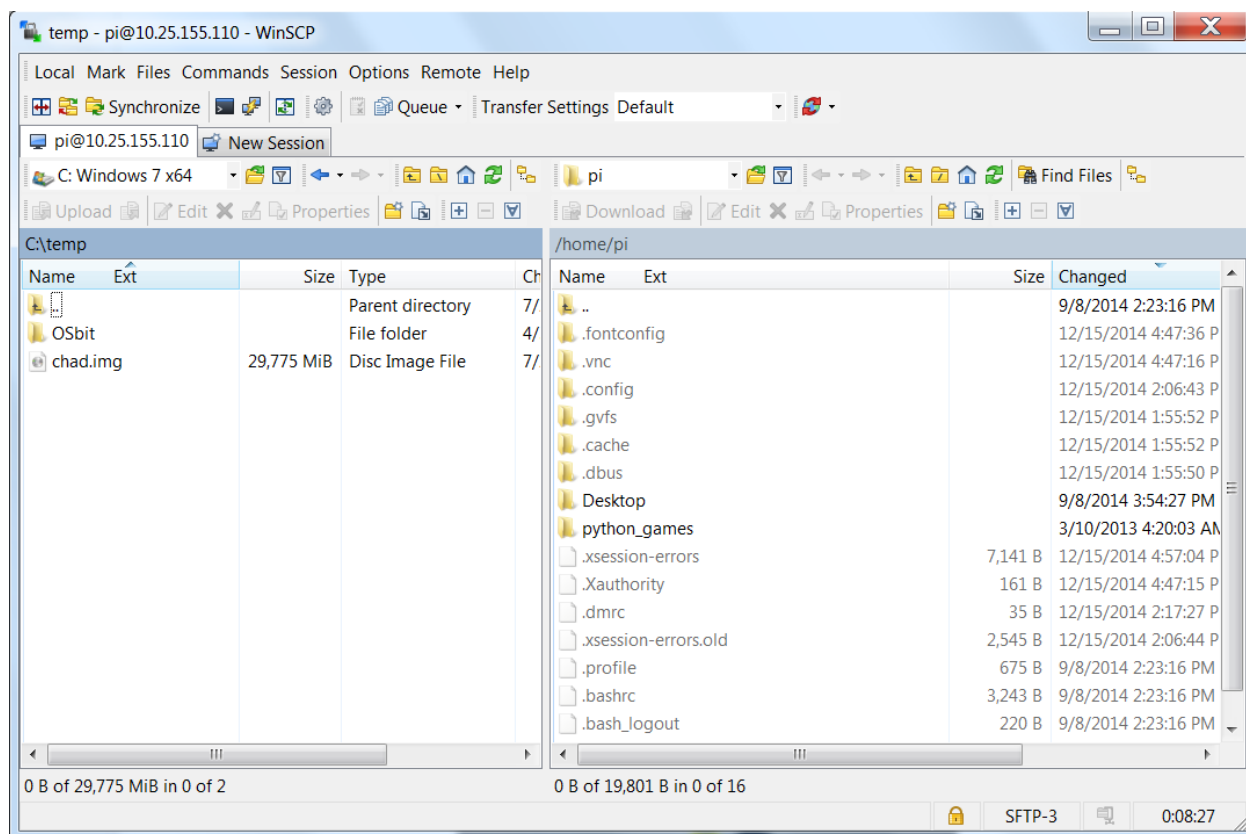 temp - pi@10.25.155.110 - WinSCP
Local Mark Files Commands Session Options Remote Help
Synchronize Queue Transfer Settings Default
pi@10.25.155.110 New Session
C: Windows 7 x64 pi Find Files
Upload Edit Properties Download Edit Properties
C:\temp /home/pi
Name Ext Size Type Ch Name Ext Size Changed
.. Parent directory 7/ .. 9/8/2014 2:23:16 PM
OSbit File folder 4/ .fontconfig 12/15/2014 4:47:36 P
chad.img 29,775 MiB Disc Image File 7/ .vnc 12/15/2014 4:47:16 P
.config 12/15/2014 2:06:43 P
.gvfs 12/15/2014 1:55:52 P
.cache 12/15/2014 1:55:52 P
.dbus 12/15/2014 1:55:50 P
Desktop 9/8/2014 3:54:27 PM
python_games 3/10/2013 4:20:03 AM
.xsession-errors 7,141 B 12/15/2014 4:57:04 P
.Xauthority 161 B 12/15/2014 4:47:15 P
.dmrc 35 B 12/15/2014 2:17:27 P
.xsession-errors.old 2,545 B 12/15/2014 2:06:44 P
.profile 675 B 9/8/2014 2:23:16 PM
.bashrc 3,243 B 9/8/2014 2:23:16 PM
.bash_logout 220 B 9/8/2014 2:23:16 PM
0 B of 29,775 MiB in 0 of 2 0 B of 19,801 B in 0 of 16
SFTP-3 0:08:27